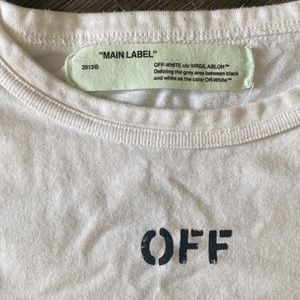 "MAIN LABEL"
2013©
OFF-WHITE c/o VIRGIL ABLOH™
Defining the grey area between black
and white as the color Off-White™
OFF